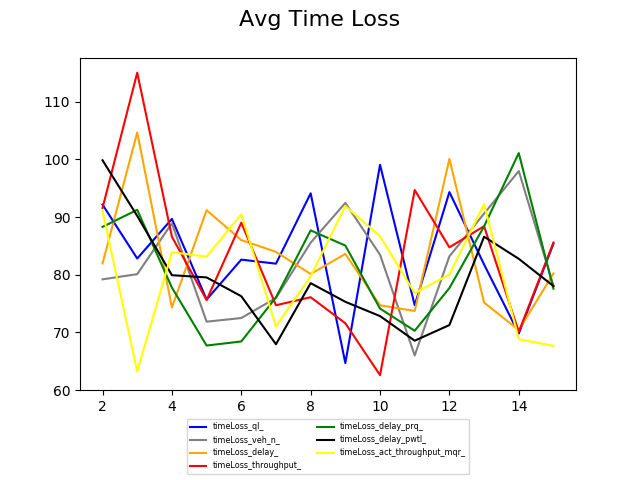 Avg Time Loss
110
100
90
80
70
60
2 4 6 8 10 12 14
timeLoss_ql_
timeLoss_veh_n_
timeLoss_delay_
timeLoss_throughput_
timeLoss_delay_prq_
timeLoss_delay_pwtl_
timeLoss_act_throughput_mqr_